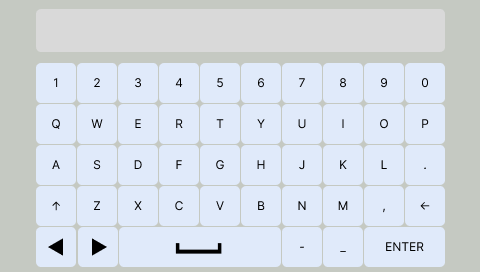 1 2 3 4 5 6 7 8 9 0
Q W E R T Y U I O P
A S D F G H J K L .
↑ Z X C V B N M , ←
◀ ▶ - _ ENTER